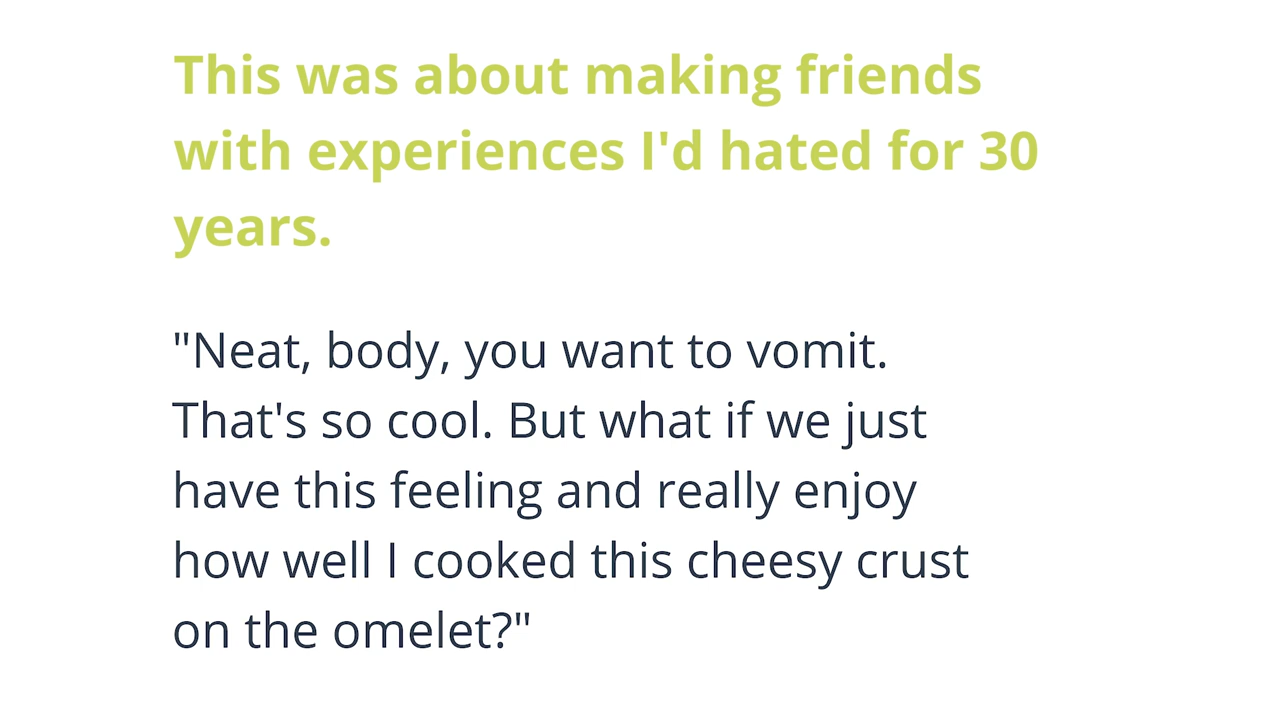 This was about making friends
with experiences I'd hated for 30
years.
"Neat, body, you want to vomit.
That's so cool. But what if we just
have this feeling and really enjoy
how well I cooked this cheesy crust
on the omelet?"